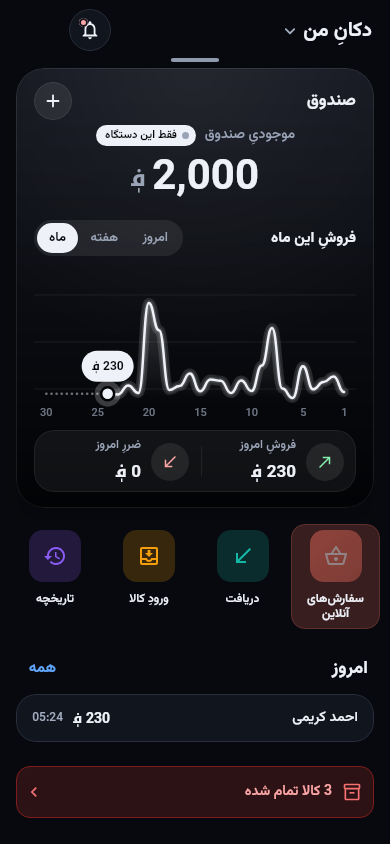 دکانِ من
صندوق
موجودیِ صندوق
فقط این دستگاه
2,000 ؋
فروشِ این ماه
امروز
هفته
ماه
230 ؋
1 5 10 15 20 25 30
فروشِ امروز
230 ؋
ضررِ امروز
0 ؋
سفارش‌های
آنلاین
دریافت
ورودِ کالا
تاریخچه
امروز
همه
احمد کریمی
230 ؋
05:24
3 کالا تمام شده